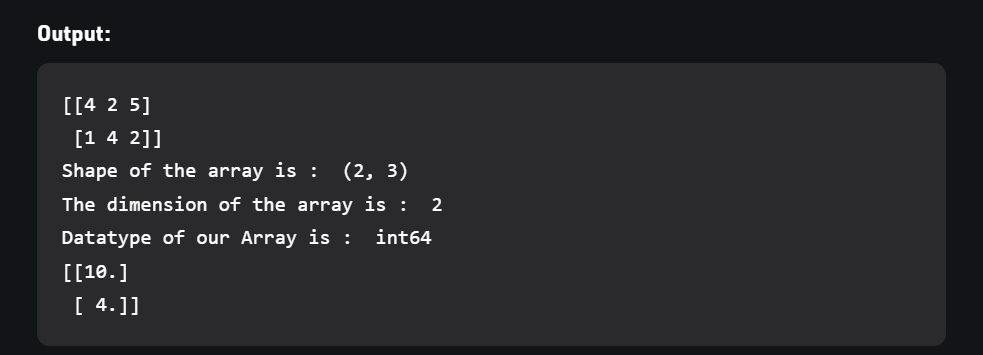 Output:
[[4 2 5]
 [1 4 2]]
Shape of the array is :  (2, 3)
The dimension of the array is :  2
Datatype of our Array is :  int64
[[10.]
 [ 4.]]